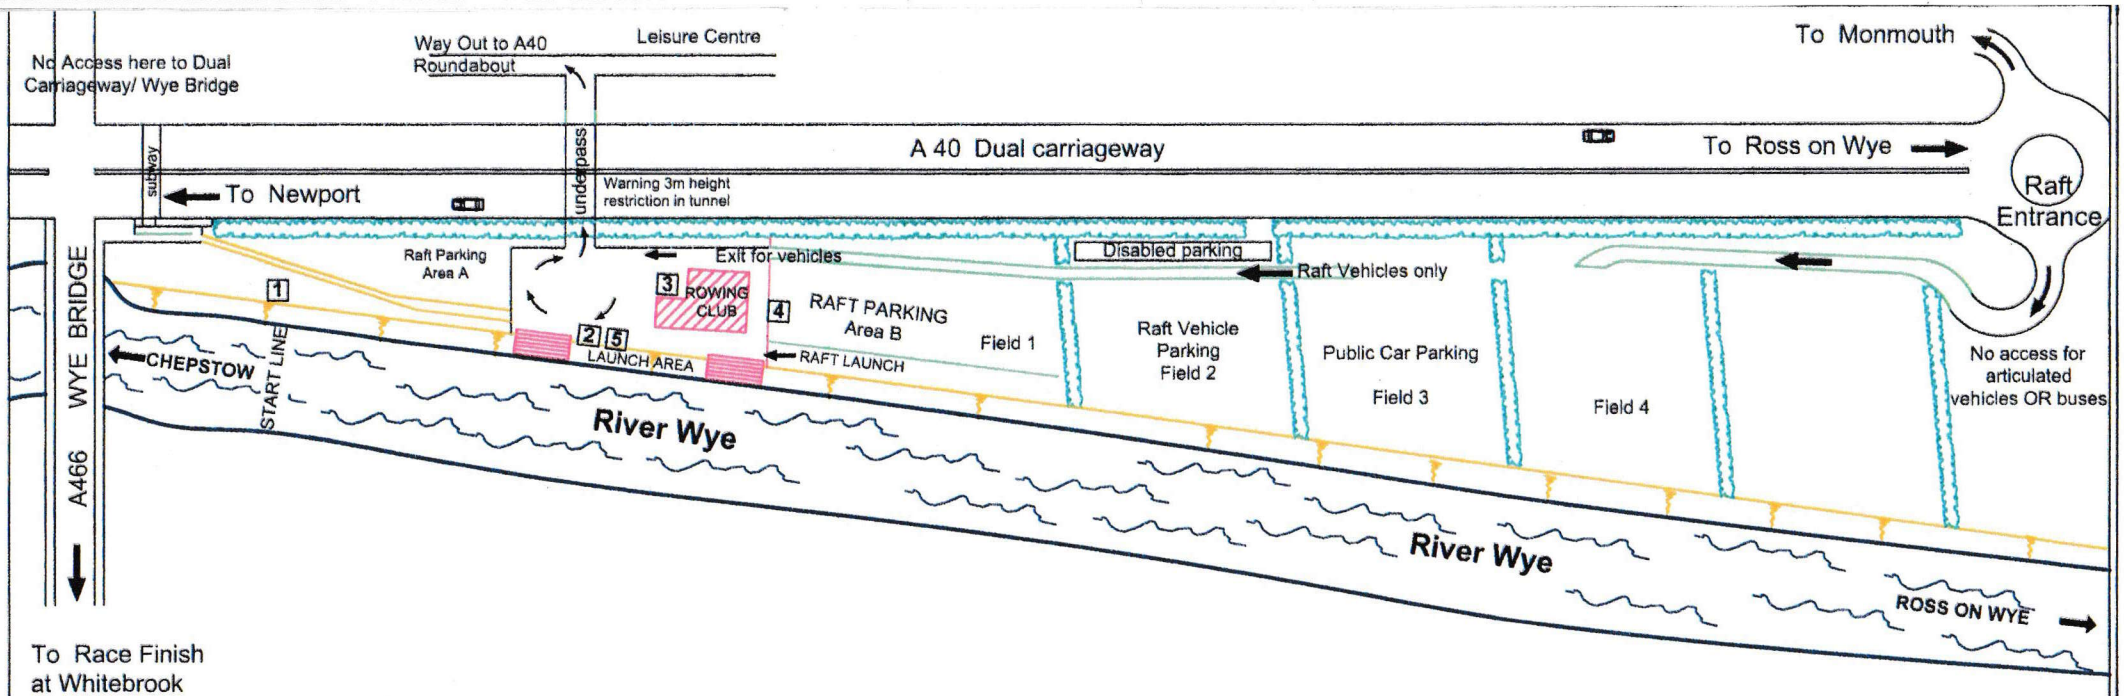 No Access here to Dual
Carriageway/ Wye Bridge
Way Out to A40
Roundabout
Leisure Centre
To Monmouth
subway
underpass
A 40 Dual carriageway
To Ross on Wye
To Newport
Warning 3m height
restriction in tunnel
Raft
Entrance
Raft Parking
Area A
Exit for vehicles
Disabled parking
Raft Vehicles only
1
3
ROWING
CLUB
4
RAFT PARKING
Area B
Field 1
Raft Vehicle
Parking
Field 2
Public Car Parking
Field 3
Field 4
No access for
articulated
vehicles OR buses
2
5
LAUNCH AREA
RAFT LAUNCH
A466 WYE BRIDGE
CHEPSTOW
START LINE
River Wye
River Wye
ROSS ON WYE
To Race Finish
at Whitebrook